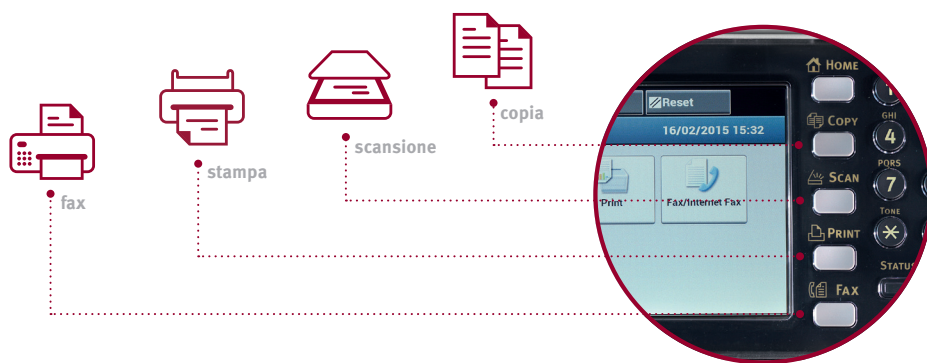 fax
stampa
scansione
copia
Reset
16/02/2015 15:32
Print
Fax/Internet Fax
HOME
COPY
GHI
4
SCAN
PQRS
7
PRINT
TONE
*
STATUS
FAX